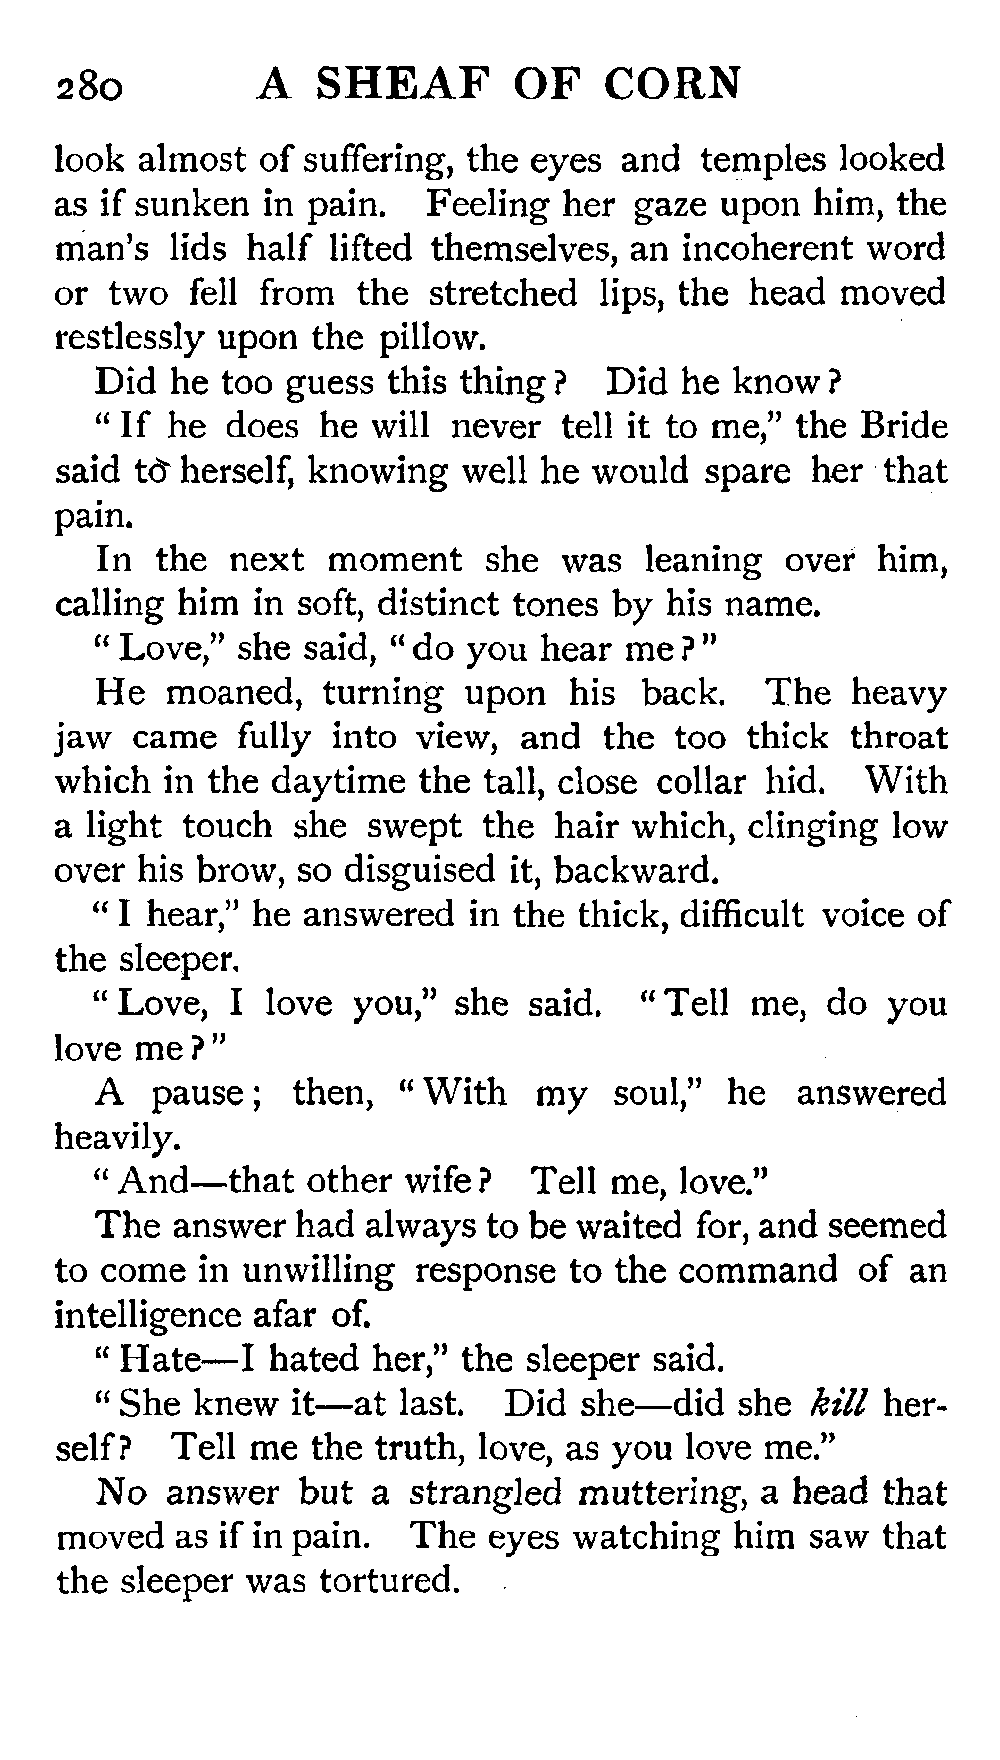 280 A SHEAF OF CORN
look almost of suffering, the eyes and temples looked
as if sunken in pain. Feeling her gaze upon him, the
man's lids half lifted themselves, an incoherent word
or two fell from the stretched lips, the head moved
restlessly upon the pillow.
Did he too guess this thing? Did he know?
"If he does he will never tell it to me," the Bride
said to herself, knowing well he would spare her that
pain.
In the next moment she was leaning over him,
calling him in soft, distinct tones by his name.
"Love," she said, "do you hear me?"
He moaned, turning upon his back. The heavy
jaw came fully into view, and the too thick throat
which in the daytime the tall, close collar hid. With
a light touch she swept the hair which, clinging low
over his brow, so disguised it, backward.
"I hear," he answered in the thick, difficult voice of
the sleeper.
"Love, I love you," she said. "Tell me, do you
love me?"
A pause; then, "With my soul," he answered
heavily.
"And—that other wife? Tell me, love."
The answer had always to be waited for, and seemed
to come in unwilling response to the command of an
intelligence afar of.
"Hate—I hated her," the sleeper said.
"She knew it—at last. Did she—did she kill her-
self? Tell me the truth, love, as you love me."
No answer but a strangled muttering, a head that
moved as if in pain. The eyes watching him saw that
the sleeper was tortured.